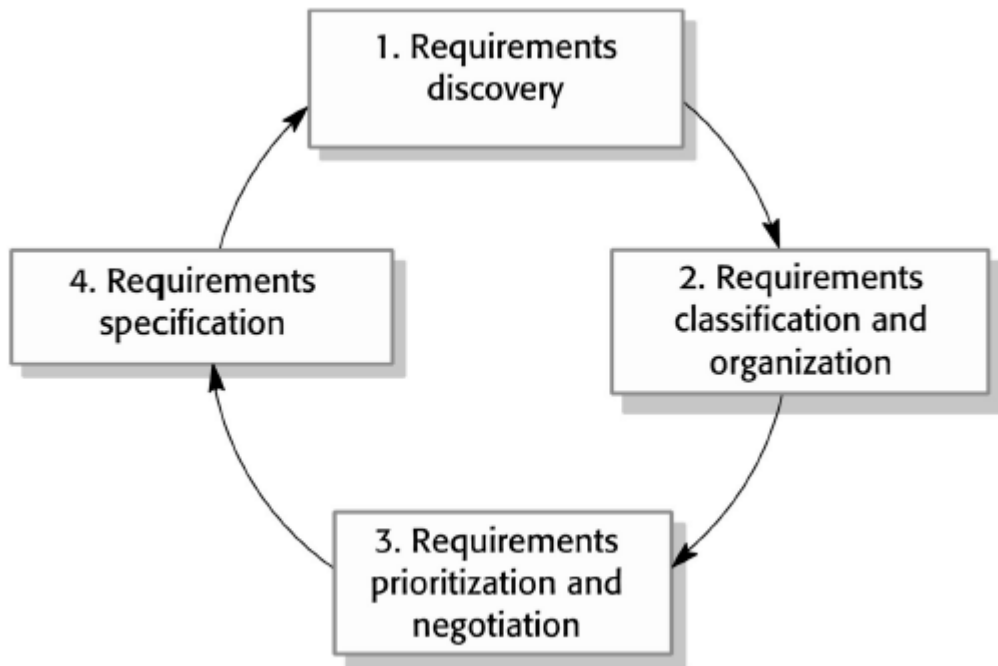 1. Requirements
discovery
2. Requirements
classification and
organization
3. Requirements
prioritization and
negotiation
4. Requirements
specification